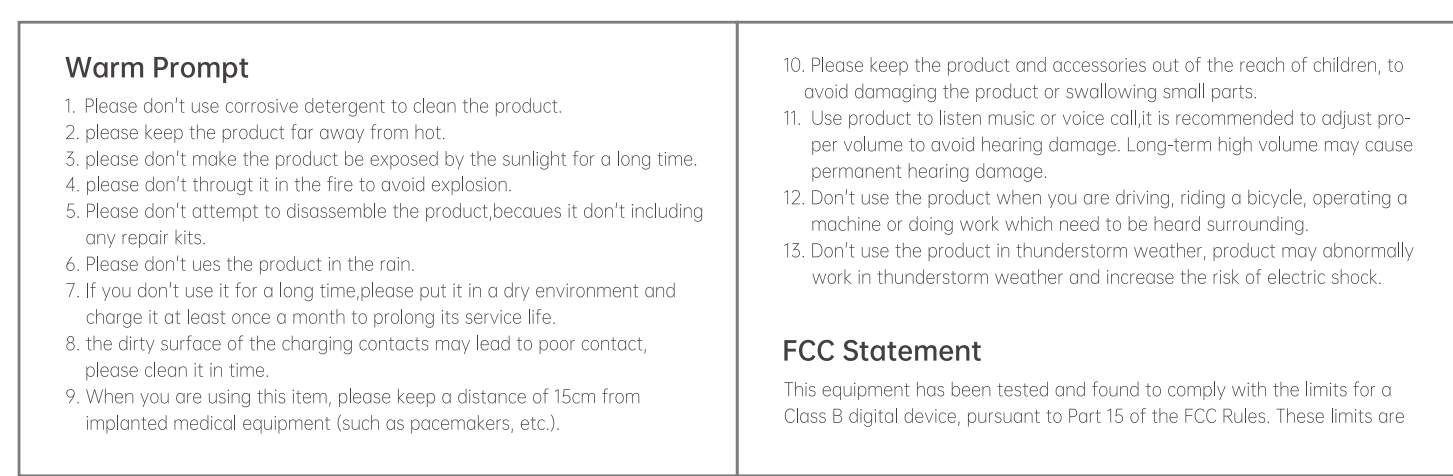 Warm Prompt
1. Please don't use corrosive detergent to clean the product.
2. please keep the product far away from hot.
3. please don't make the product be exposed by the sunlight for a long time.
4. please don't througt it in the fire to avoid explosion.
5. Please don't attempt to disassemble the product,becaues it don't including
any repair kits.
6. Please don't ues the product in the rain.
7. If you don't use it for a long time,please put it in a dry environment and
charge it at least once a month to prolong its service life.
8. the dirty surface of the charging contacts may lead to poor contact,
please clean it in time.
9. When you are using this item, please keep a distance of 15cm from
implanted medical equipment (such as pacemakers, etc.).
10. Please keep the product and accessories out of the reach of children, to
avoid damaging the product or swallowing small parts.
11. Use product to listen music or voice call,it is recommended to adjust pro-
per volume to avoid hearing damage. Long-term high volume may cause
permanent hearing damage.
12. Don't use the product when you are driving, riding a bicycle, operating a
machine or doing work which need to be heard surrounding.
13. Don't use the product in thunderstorm weather, product may abnormally
work in thunderstorm weather and increase the risk of electric shock.
FCC Statement
This equipment has been tested and found to comply with the limits for a
Class B digital device, pursuant to Part 15 of the FCC Rules. These limits are